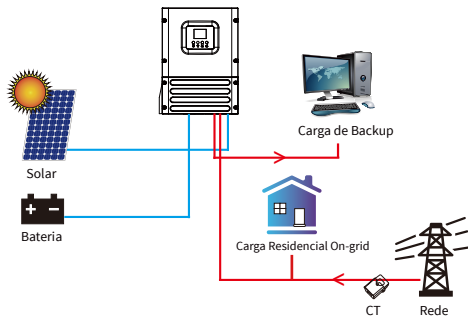 Carga de Backup
Solar
Bateria
Carga Residencial On-grid
CT
Rede